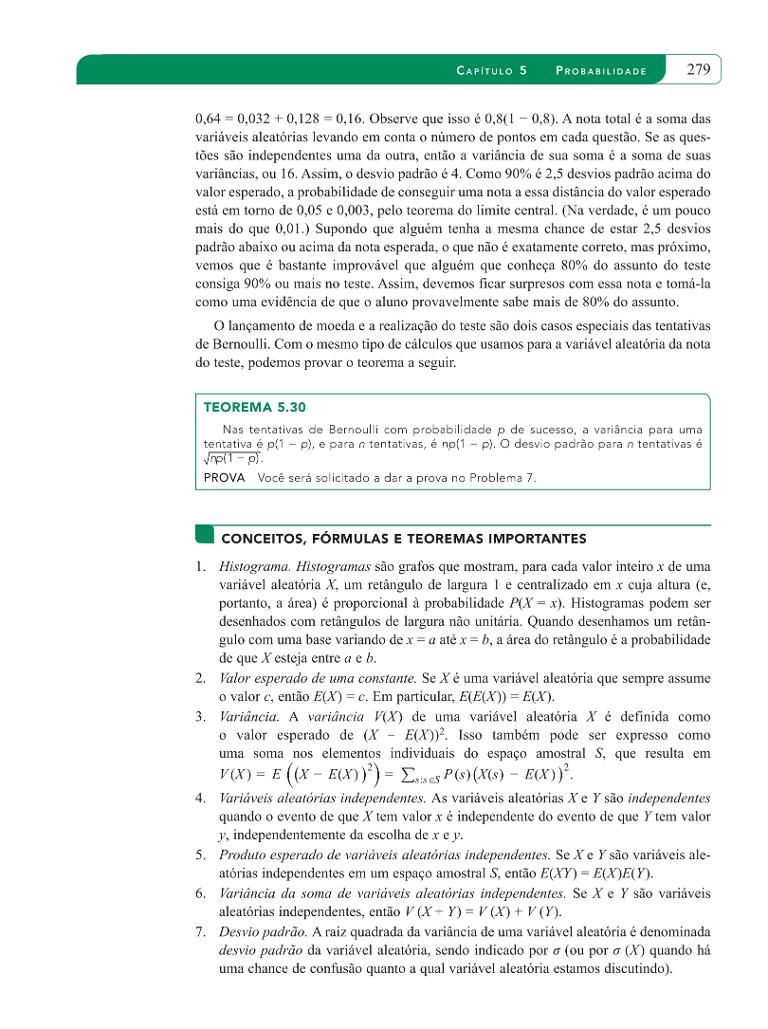 CAPÍTULO 5 PROBABILIDADE 279
0,64 = 0,032 + 0,128 = 0,16. Observe que isso é 0,8(1 − 0,8). A nota total é a soma das
variáveis aleatórias levando em conta o número de pontos em cada questão. Se as ques-
tões são independentes uma da outra, então a variância de sua soma é a soma de suas
variâncias, ou 16. Assim, o desvio padrão é 4. Como 90% é 2,5 desvios padrão acima do
valor esperado, a probabilidade de conseguir uma nota a essa distância do valor esperado
está em torno de 0,05 e 0,003, pelo teorema do limite central. (Na verdade, é um pouco
mais do que 0,01.) Supondo que alguém tenha a mesma chance de estar 2,5 desvios
padrão abaixo ou acima da nota esperada, o que não é exatamente correto, mas próximo,
vemos que é bastante improvável que alguém que conheça 80% do assunto do teste
consiga 90% ou mais no teste. Assim, devemos ficar surpresos com essa nota e tomá-la
como uma evidência de que o aluno provavelmente sabe mais de 80% do assunto.
O lançamento de moeda e a realização do teste são dois casos especiais das tentativas
de Bernoulli. Com o mesmo tipo de cálculos que usamos para a variável aleatória da nota
do teste, podemos provar o teorema a seguir.
TEOREMA 5.30
Nas tentativas de Bernoulli com probabilidade p de sucesso, a variância para uma
tentativa é p(1 − p), e para n tentativas, é np(1 − p). O desvio padrão para n tentativas é
√np(1 − p).
PROVA Você será solicitado a dar a prova no Problema 7.
CONCEITOS, FÓRMULAS E TEOREMAS IMPORTANTES
1. Histograma. Histogramas são grafos que mostram, para cada valor inteiro x de uma
variável aleatória X, um retângulo de largura 1 e centralizado em x cuja altura (e,
portanto, a área) é proporcional à probabilidade P(X = x). Histogramas podem ser
desenhados com retângulos de largura não unitária. Quando desenhamos um retân-
gulo com uma base variando de x = a até x = b, a área do retângulo é a probabilidade
de que X esteja entre a e b.
2. Valor esperado de uma constante. Se X é uma variável aleatória que sempre assume
o valor c, então E(X) = c. Em particular, E(E(X)) = E(X).
3. Variância. A variância V(X) de uma variável aleatória X é definida como
o valor esperado de (X − E(X))². Isso também pode ser expresso como
uma soma nos elementos individuais do espaço amostral S, que resulta em
V(X) = E ((X − E(X))²) = ∑s:s∈S P(s)(X(s) − E(X))².
4. Variáveis aleatórias independentes. As variáveis aleatórias X e Y são independentes
quando o evento de que X tem valor x é independente do evento de que Y tem valor
y, independentemente da escolha de x e y.
5. Produto esperado de variáveis aleatórias independentes. Se X e Y são variáveis ale-
atórias independentes em um espaço amostral S, então E(XY) = E(X)E(Y).
6. Variância da soma de variáveis aleatórias independentes. Se X e Y são variáveis
aleatórias independentes, então V (X + Y) = V (X) + V (Y).
7. Desvio padrão. A raiz quadrada da variância de uma variável aleatória é denominada
desvio padrão da variável aleatória, sendo indicado por σ (ou por σ (X) quando há
uma chance de confusão quanto a qual variável aleatória estamos discutindo).